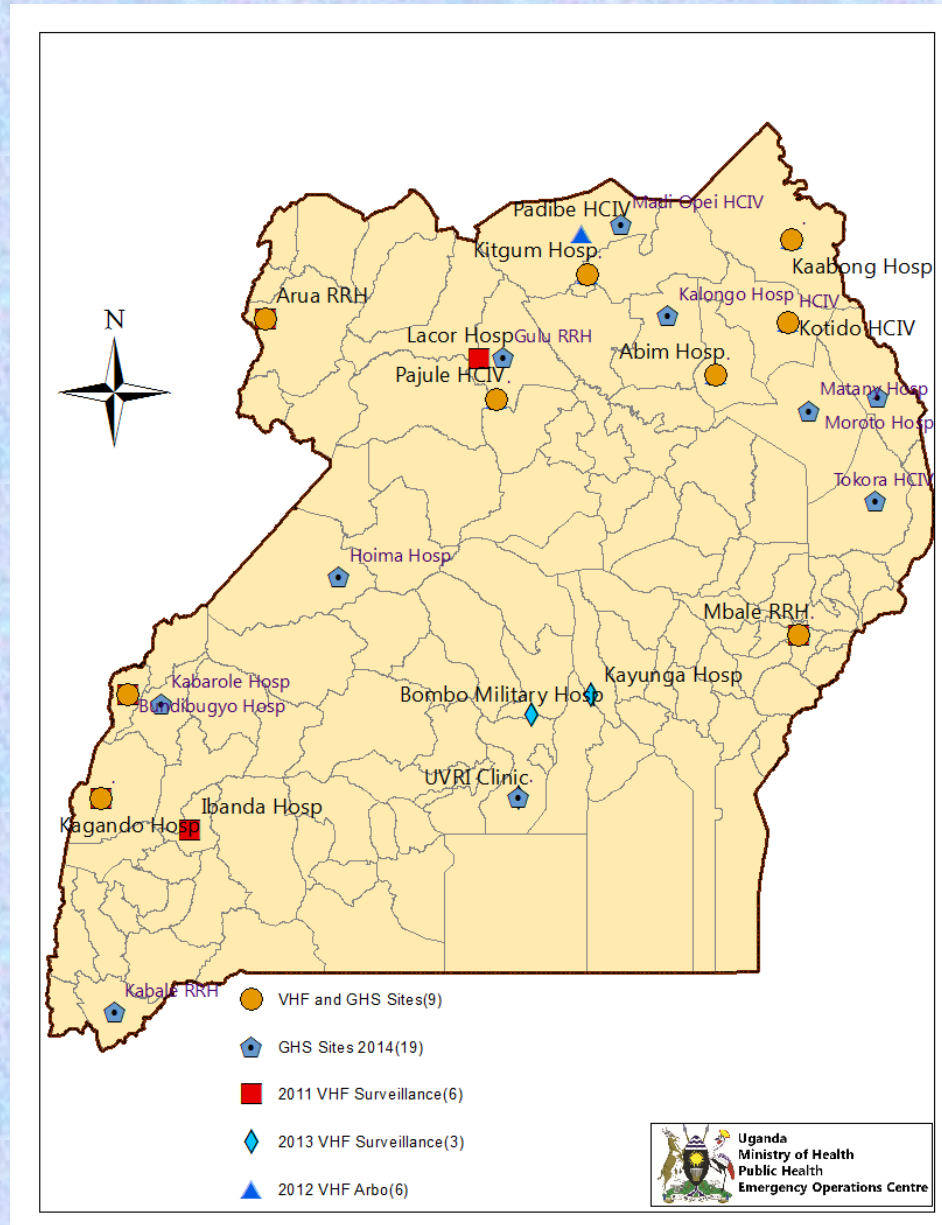 Padibe HCIV
Madi Opei HCIV
Kitgum Hosp.
Kaabong Hosp
Arua RRH
Kalongo Hosp
HCIV
N
Kotido HCIV
Lacor Hosp
Gulu RRH
Abim Hosp.
Pajule HCIV.
Matany Hosp
Moroto Hosp
Tokora HCIV
Hoima Hosp
Mbale RRH.
Kabarole Hosp
Kayunga Hosp
Bombo Military Hosp
Bundibugyo Hosp
UVRI Clinic.
Ibanda Hosp
Kagando Hosp
Kabale RRH
VHF and GHS Sites(9)
GHS Sites 2014(19)
2011 VHF Surveillance(6)
2013 VHF Surveillance(3)
2012 VHF Arbo(6)
Uganda
Ministry of Health
Public Health
Emergency Operations Centre